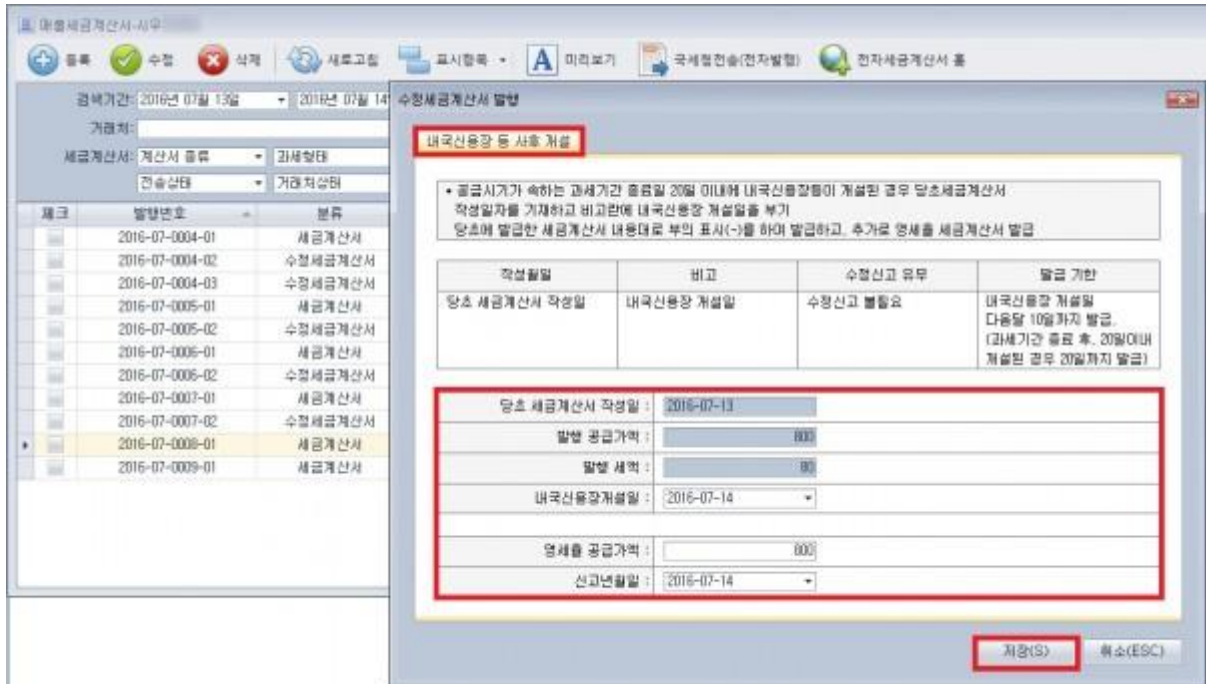 매출세금계산서-시우
등록 수정 삭제 새로고침 표시항목 미리보기 국세청전송(전자발행) 전자세금계산서 홈
검색기간: 2016년 07월 13일 2016년 07월 14
거래처:
세금계산서: 계산서 종류 과세형태
전송상태 거래처상태
체크 발행번호 분류
2016-07-0004-01 세금계산서
2016-07-0004-02 수정세금계산서
2016-07-0004-03 수정세금계산서
2016-07-0005-01 세금계산서
2016-07-0005-02 수정세금계산서
2016-07-0006-01 세금계산서
2016-07-0006-02 수정세금계산서
2016-07-0007-01 세금계산서
2016-07-0007-02 수정세금계산서
2016-07-0008-01 세금계산서
2016-07-0009-01 세금계산서
수정세금계산서 발행
내국신용장 등 사후 개설
• 공급시기가 속하는 과세기간 종료일 20일 이내에 내국신용장등이 개설된 경우 당초세금계산서
작성일자를 기재하고 비고란에 내국신용장 개설일을 부기
당초에 발급한 세금계산서 내용대로 부의 표시(-)를 하여 발급하고, 추가로 영세율 세금계산서 발급
작성월일 비고 수정신고 유무 발급 기한
당초 세금계산서 작성일 내국신용장 개설일 수정신고 불필요 내국신용장 개설일
다음달 10일까지 발급.
(과세기간 종료 후, 20일이내
개설된 경우 20일까지 발급)
당초 세금계산서 작성일 : 2016-07-13
발행 공급가액 : 800
발행 세액 : 80
내국신용장개설일 : 2016-07-14
영세율 공급가액 : 800
신고년월일 : 2016-07-14
저장(S) 취소(ESC)